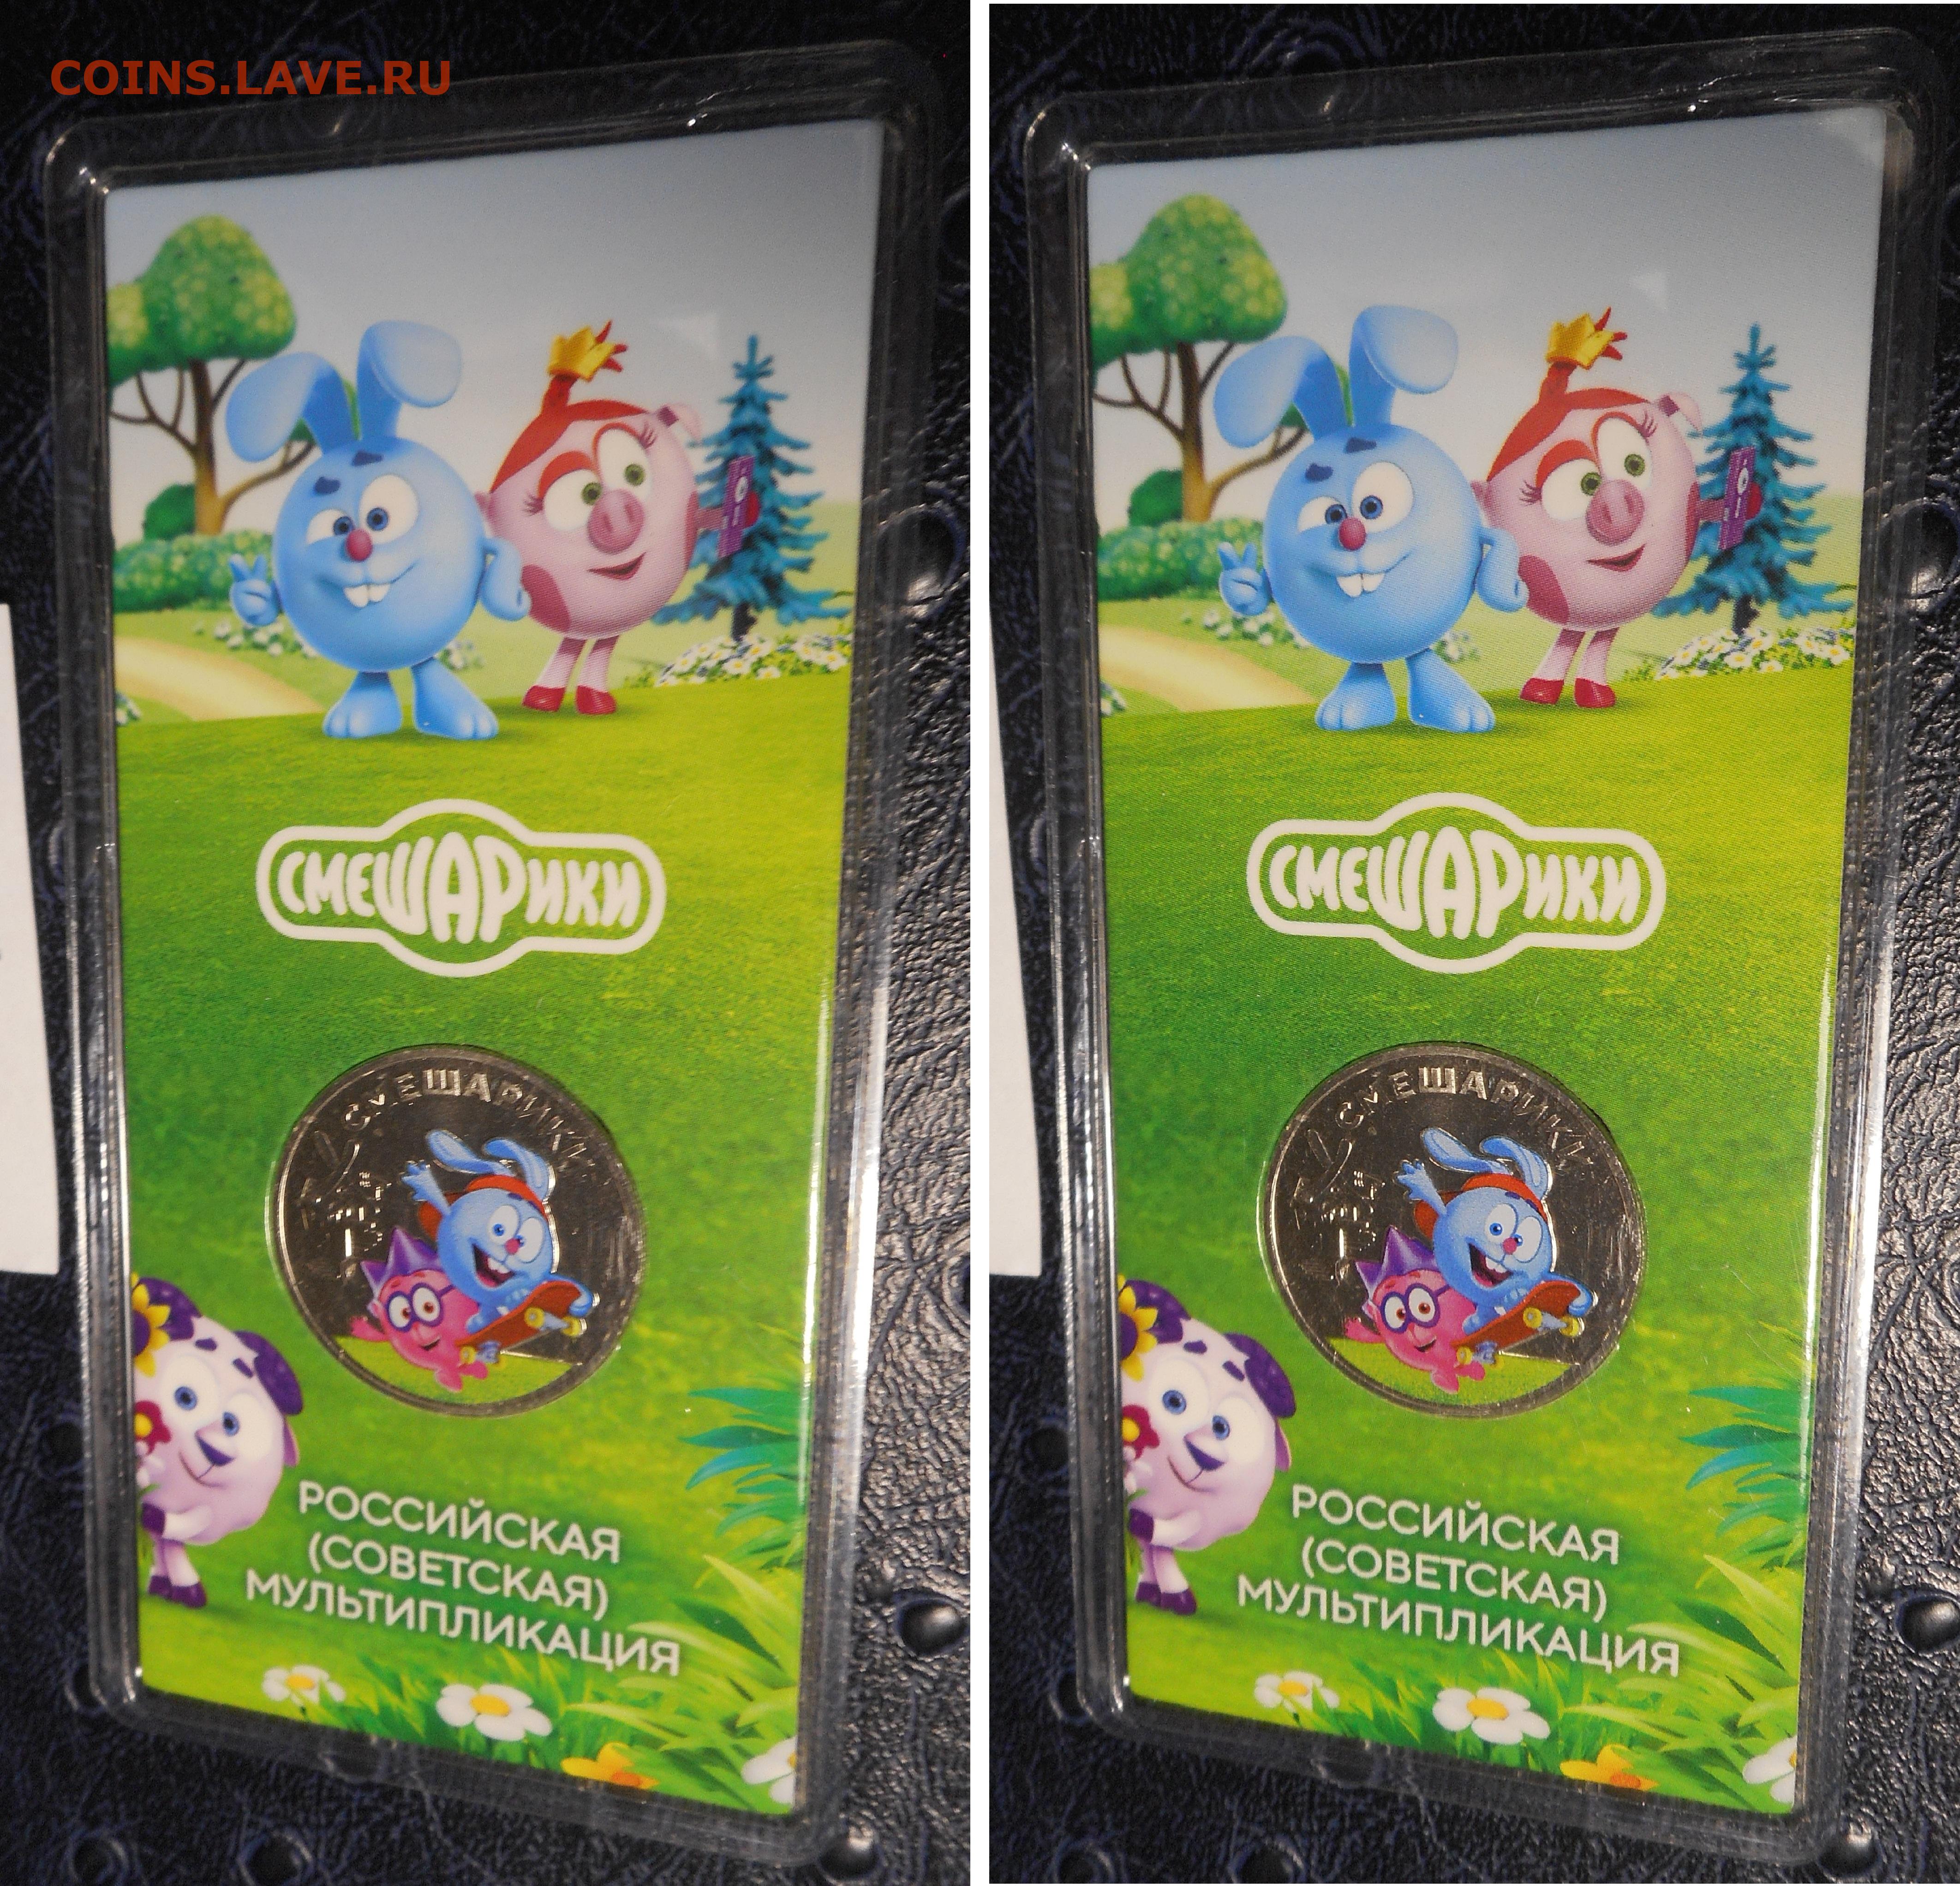 COINS.LAVE.RU
СМЕШАРИКИ
СМЕШАРИКИ
РОССИЙСКАЯ
(СОВЕТСКАЯ)
МУЛЬТИПЛИКАЦИЯ
СМЕШАРИКИ
СМЕШАРИКИ
РОССИЙСКАЯ
(СОВЕТСКАЯ)
МУЛЬТИПЛИКАЦИЯ